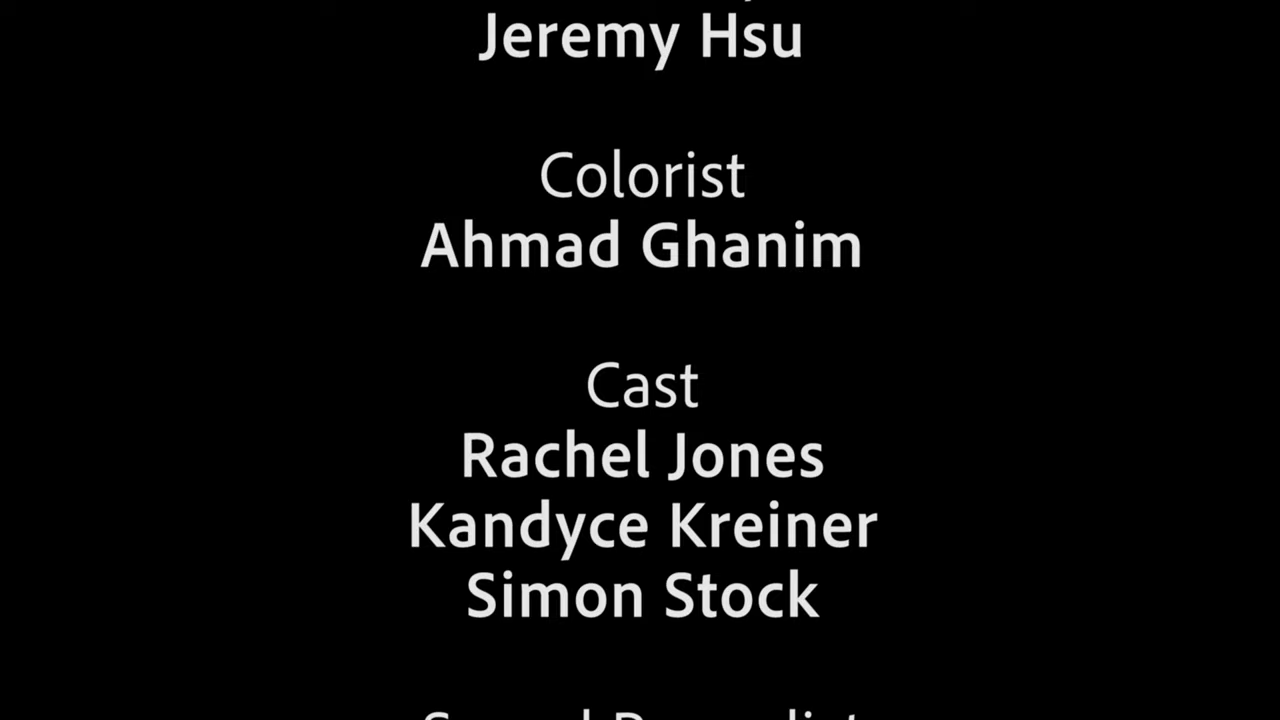 Jeremy Hsu
Colorist
Ahmad Ghanim
Cast
Rachel Jones
Kandyce Kreiner
Simon Stock